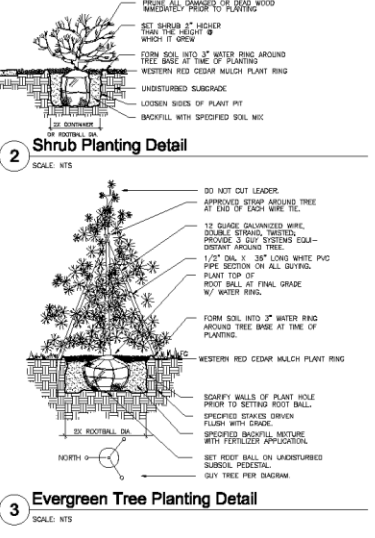 PRUNE ALL DAMAGED OR DEAD WOOD
IMMEDIATELY PRIOR TO PLANTING
SET SHRUB 2" HIGHER
THAN THE HEIGHT @
WHICH IT GREW
FORM SOIL INTO 3" WATER RING AROUND
TREE BASE AT TIME OF PLANTING
WESTERN RED CEDAR MULCH PLANT RING
UNDISTURBED SUBGRADE
LOOSEN SIDES OF PLANT PIT
BACKFILL WITH SPECIFIED SOIL MIX
2X CONTAINER
OR ROOTBALL DIA.
2 Shrub Planting Detail
SCALE: NTS
DO NOT CUT LEADER.
APPROVED STRAP AROUND TREE
AT END OF EACH WIRE TIE.
12 GUAGE GALVANIZED WIRE,
DOUBLE STRAND, TWISTED;
PROVIDE 3 GUY SYSTEMS EQUI-
DISTANT AROUND TREE.
1/2" DIA. X 36" LONG WHITE PVC
PIPE SECTION ON ALL GUYING.
PLANT TOP OF
ROOT BALL AT FINAL GRADE
W/ WATER RING.
FORM SOIL INTO 3" WATER RING
AROUND TREE BASE AT TIME OF
PLANTING.
FG
WESTERN RED CEDAR MULCH PLANT RING
SCARIFY WALLS OF PLANT HOLE
PRIOR TO SETTING ROOT BALL.
SPECIFIED STAKES DRIVEN
FLUSH WITH GRADE.
SPECIFIED BACKFILL MIXTURE
WITH FERTILIZER APPLICATION.
2X ROOTBALL DIA.
SET ROOT BALL ON UNDISTURBED
SUBSOIL PEDESTAL.
NORTH
GUY TREE PER DIAGRAM.
3 Evergreen Tree Planting Detail
SCALE: NTS